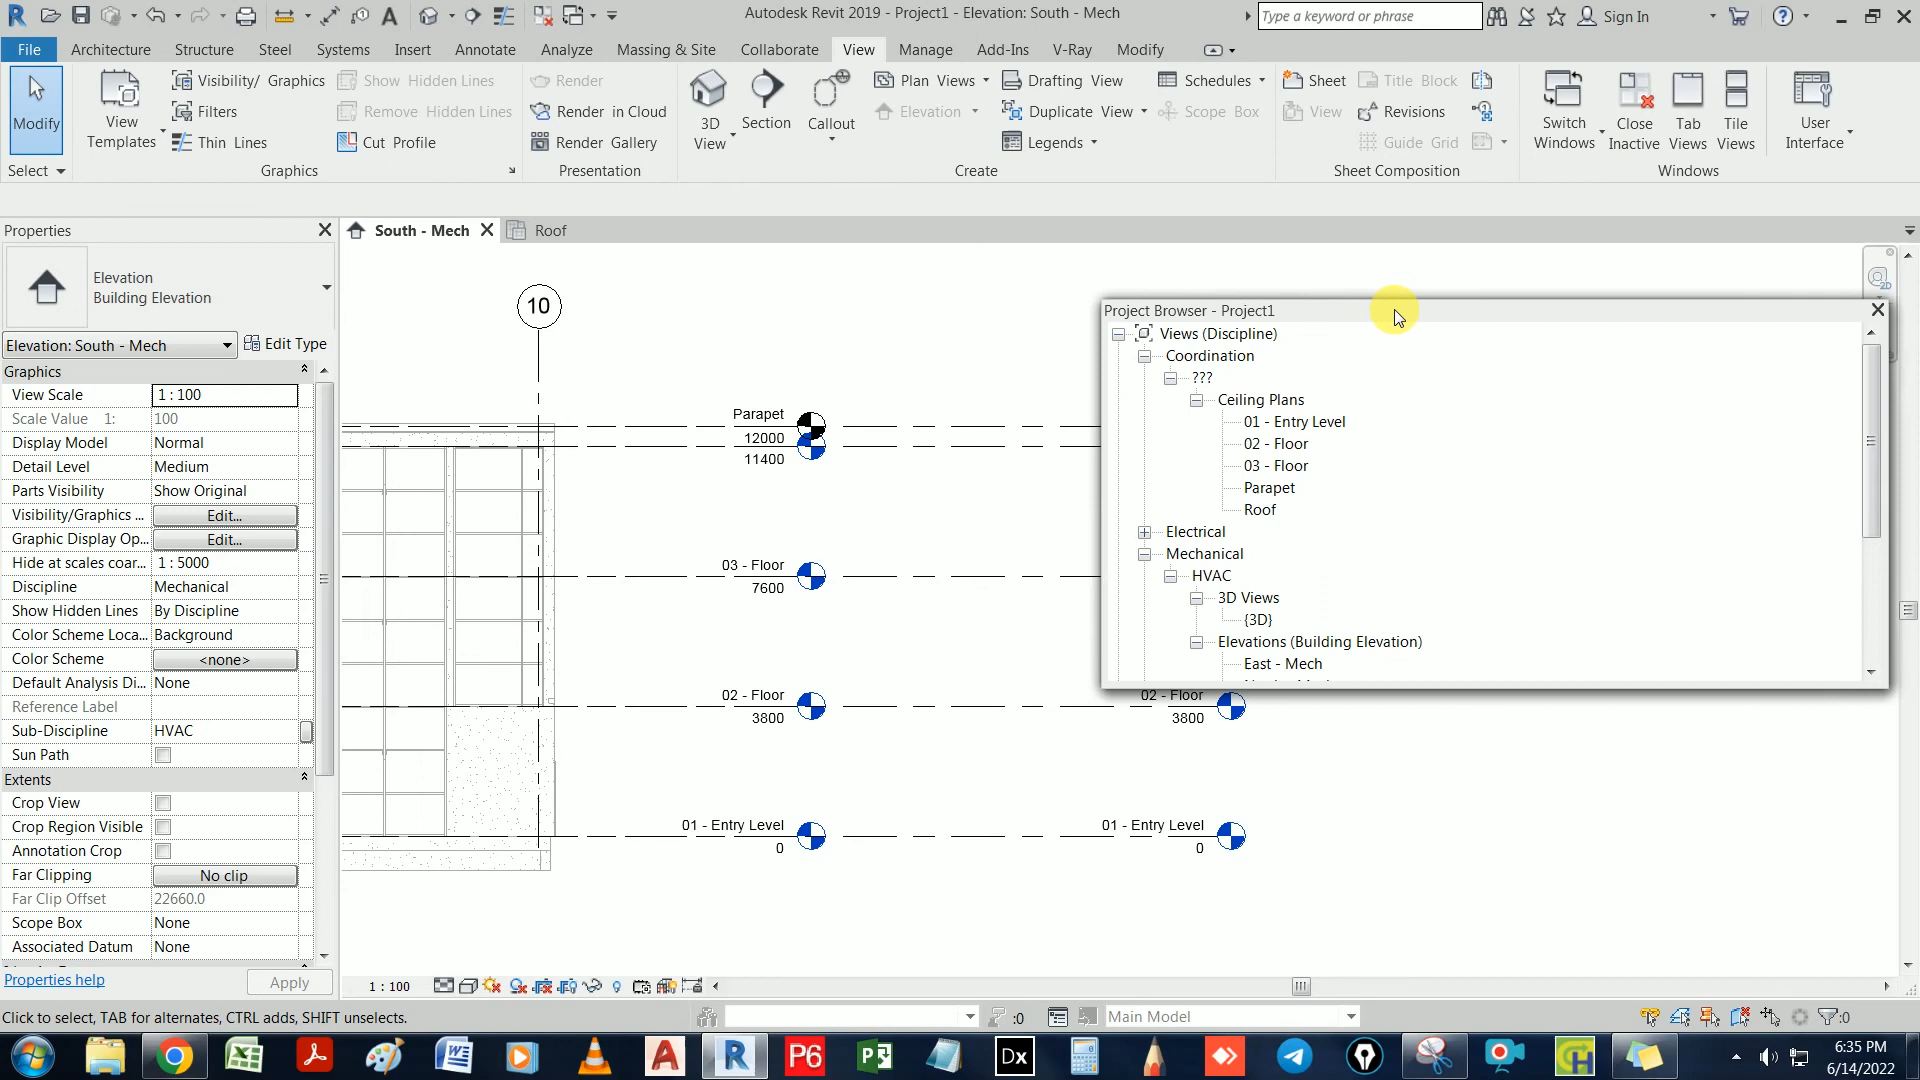 Autodesk Revit 2019 - Project1 - Elevation: South - Mech
Type a keyword or phrase
Sign In
File Architecture Structure Steel Systems Insert Annotate Analyze Massing & Site Collaborate View Manage Add-Ins V-Ray Modify
Modify
View Templates
Visibility/ Graphics
Filters
Thin Lines
Show Hidden Lines
Remove Hidden Lines
Cut Profile
Render
Render in Cloud
Render Gallery
3D View
Section
Callout
Plan Views
Elevation
Drafting View
Duplicate View
Legends
Schedules
Scope Box
Sheet
View
Title Block
Revisions
Guide Grid
Switch Windows
Close Inactive
Tab Views
Tile Views
User Interface
Select Graphics Presentation Create Sheet Composition Windows
Properties
South - Mech
Roof
Elevation
Building Elevation
Elevation: South - Mech
Edit Type
Graphics
View Scale 1 : 100
Scale Value 1: 100
Display Model Normal
Detail Level Medium
Parts Visibility Show Original
Visibility/Graphics ... Edit...
Graphic Display Op... Edit...
Hide at scales coar... 1 : 5000
Discipline Mechanical
Show Hidden Lines By Discipline
Color Scheme Loca... Background
Color Scheme <none>
Default Analysis Di... None
Reference Label
Sub-Discipline HVAC
Sun Path
Extents
Crop View
Crop Region Visible
Annotation Crop
Far Clipping No clip
Far Clip Offset 22660.0
Scope Box None
Associated Datum None
Properties help
Apply
10
Parapet
12000
11400
03 - Floor
7600
02 - Floor
3800
01 - Entry Level
0
02 - Floor
3800
01 - Entry Level
0
2D
Project Browser - Project1
Views (Discipline)
Coordination
???
Ceiling Plans
01 - Entry Level
02 - Floor
03 - Floor
Parapet
Roof
Electrical
Mechanical
HVAC
3D Views
{3D}
Elevations (Building Elevation)
East - Mech
1 : 100
Click to select, TAB for alternates, CTRL adds, SHIFT unselects.
:0
Main Model
:0
P6
Dx
6:35 PM
6/14/2022